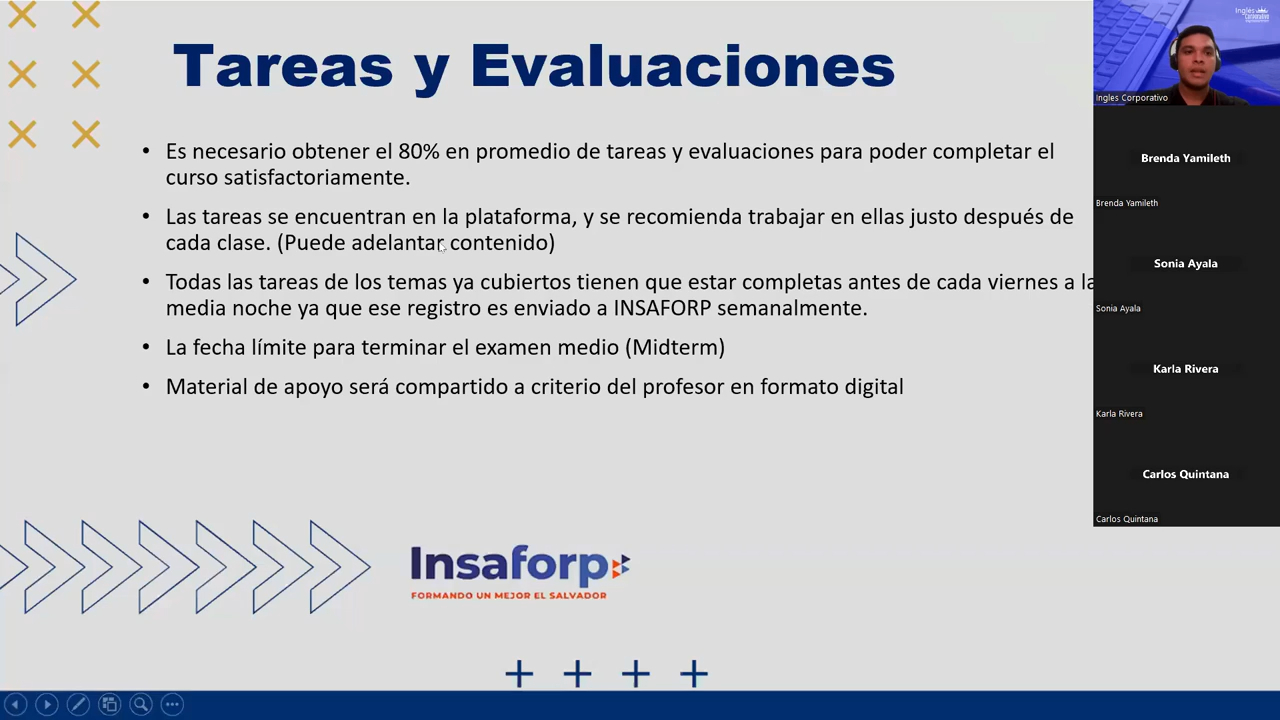 Tareas y Evaluaciones
• Es necesario obtener el 80% en promedio de tareas y evaluaciones para poder completar el
curso satisfactoriamente.
• Las tareas se encuentran en la plataforma, y se recomienda trabajar en ellas justo después de
cada clase. (Puede adelantar contenido)
• Todas las tareas de los temas ya cubiertos tienen que estar completas antes de cada viernes a la
media noche ya que ese registro es enviado a INSAFORP semanalmente.
• La fecha límite para terminar el examen medio (Midterm)
• Material de apoyo será compartido a criterio del profesor en formato digital
Insaforp
FORMANDO UN MEJOR EL SALVADOR
Inglés
Corporativo
Ingles Corporativo
Brenda Yamileth
Brenda Yamileth
Sonia Ayala
Sonia Ayala
Karla Rivera
Karla Rivera
Carlos Quintana
Carlos Quintana